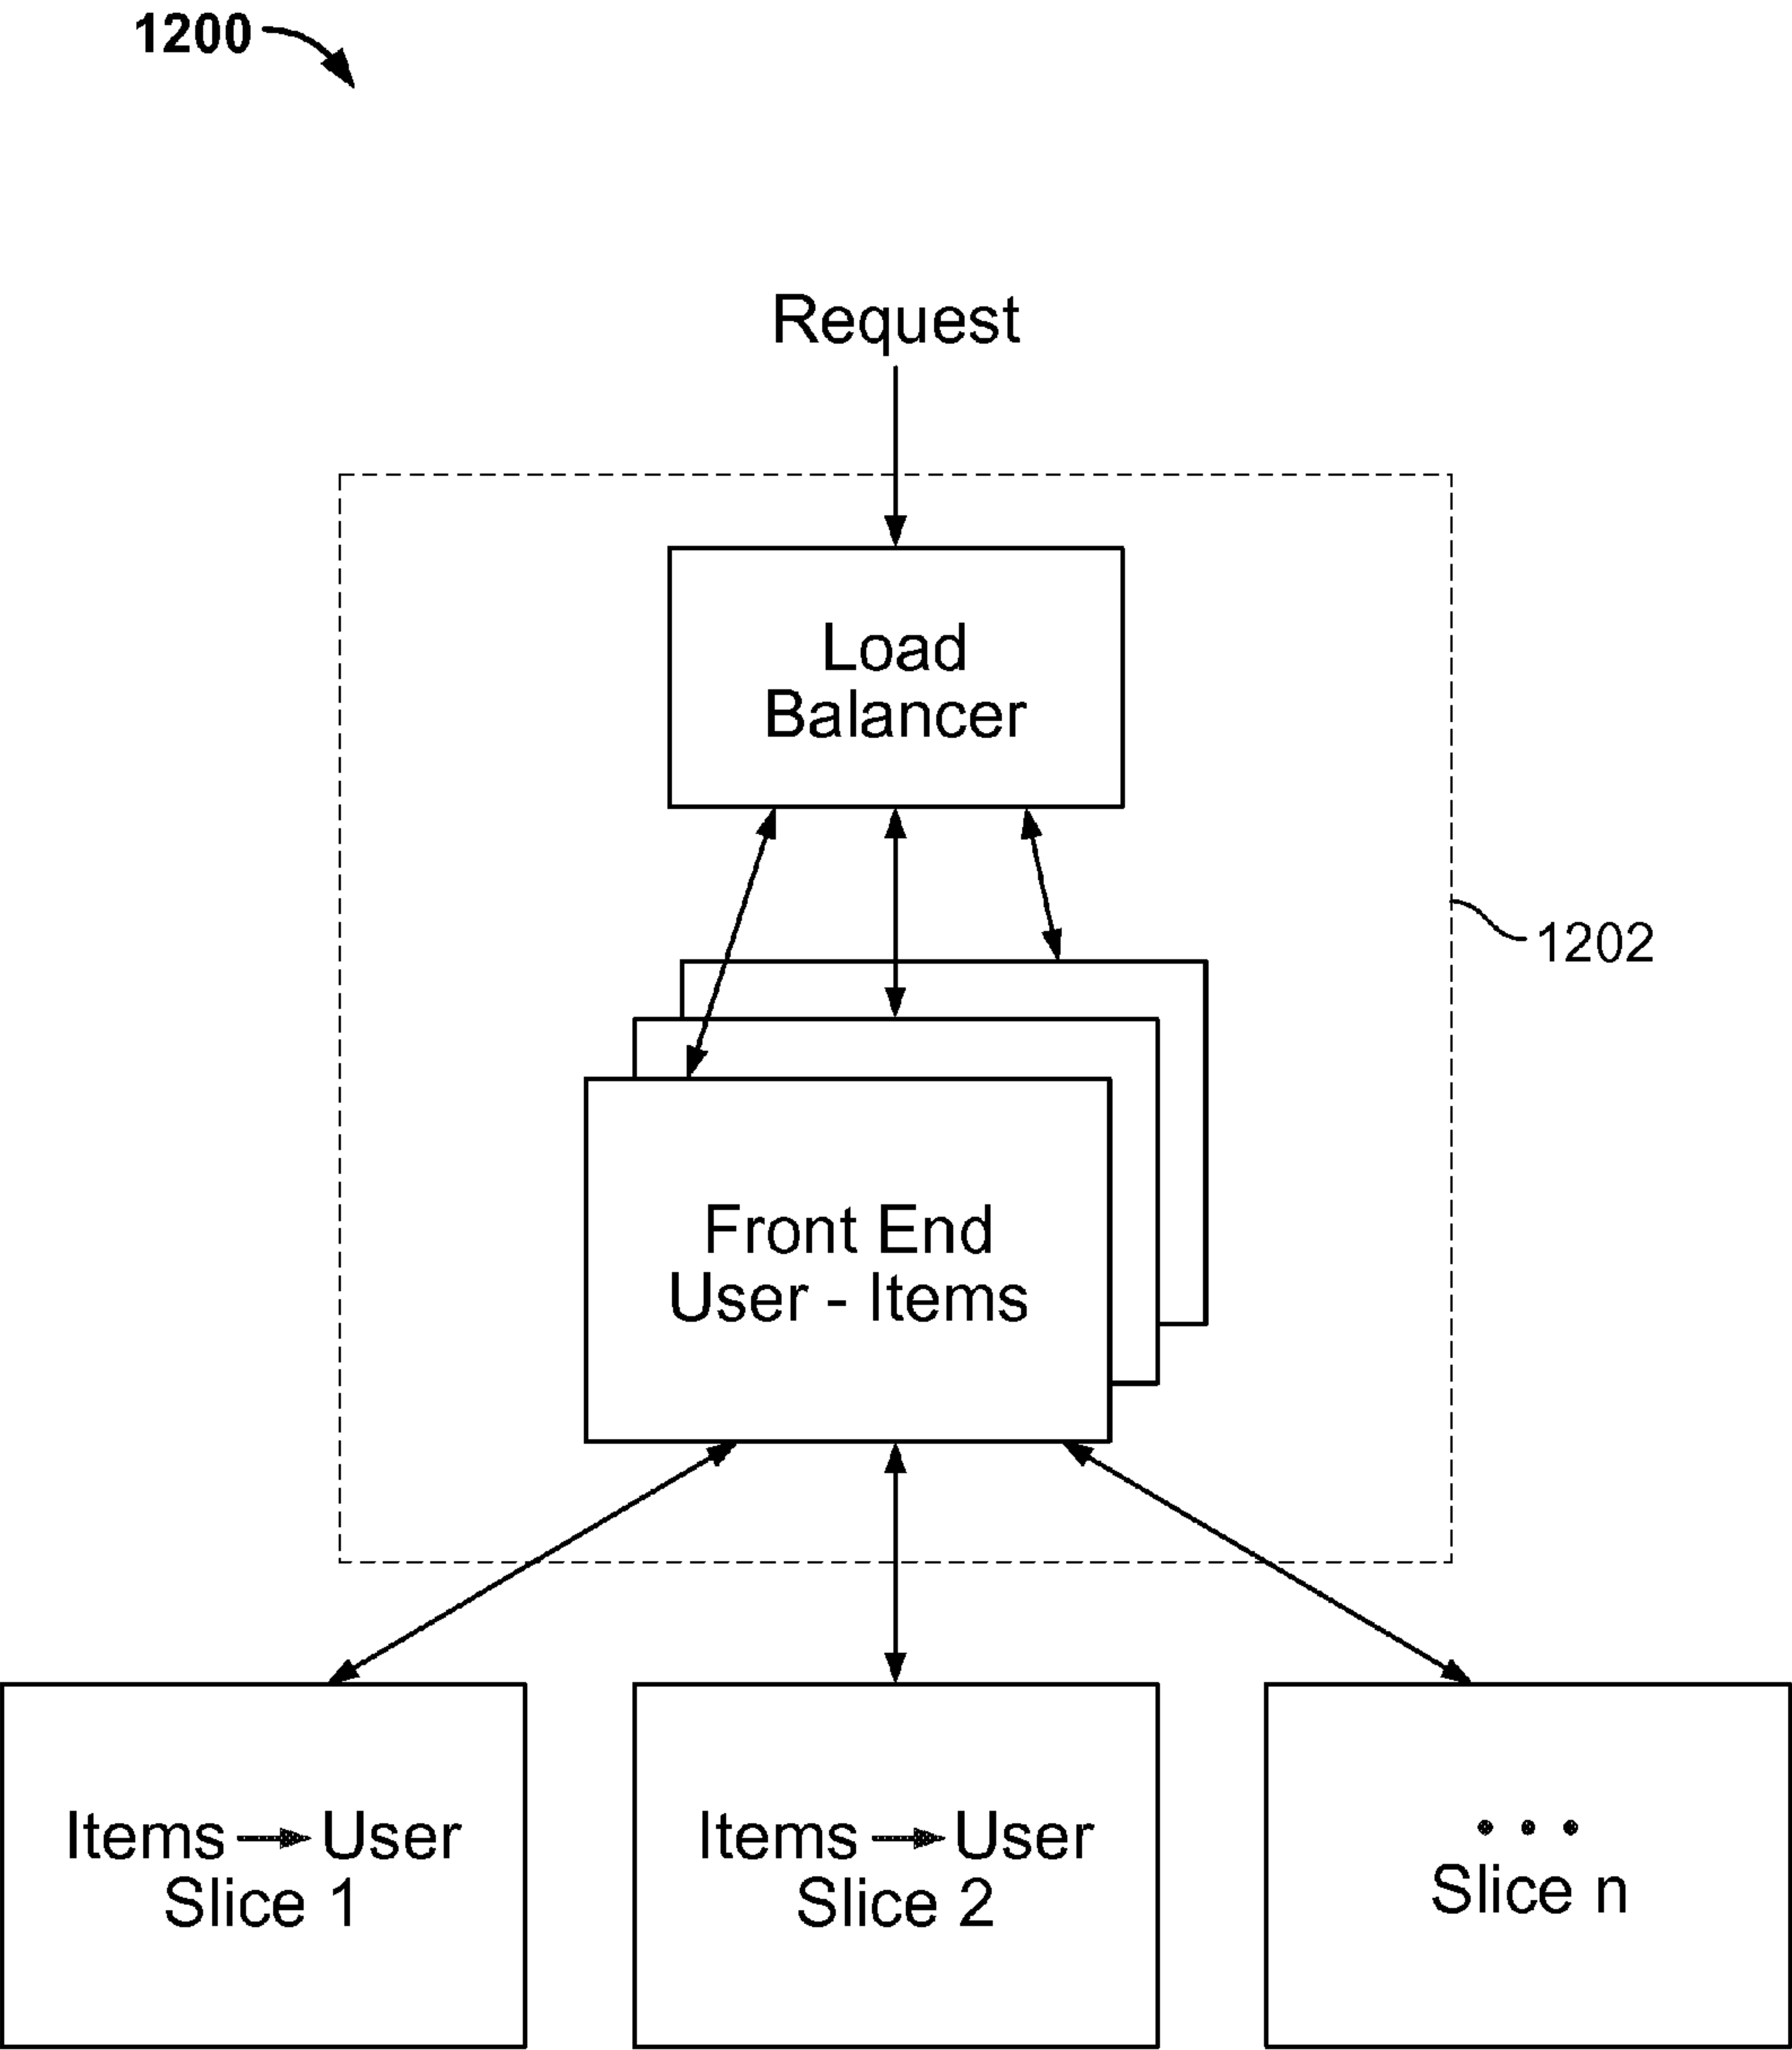 1200
Request
Load
Balancer
1202
Front End
User - Items
Items → User
Slice 1
Items → User
Slice 2
• • •
Slice n